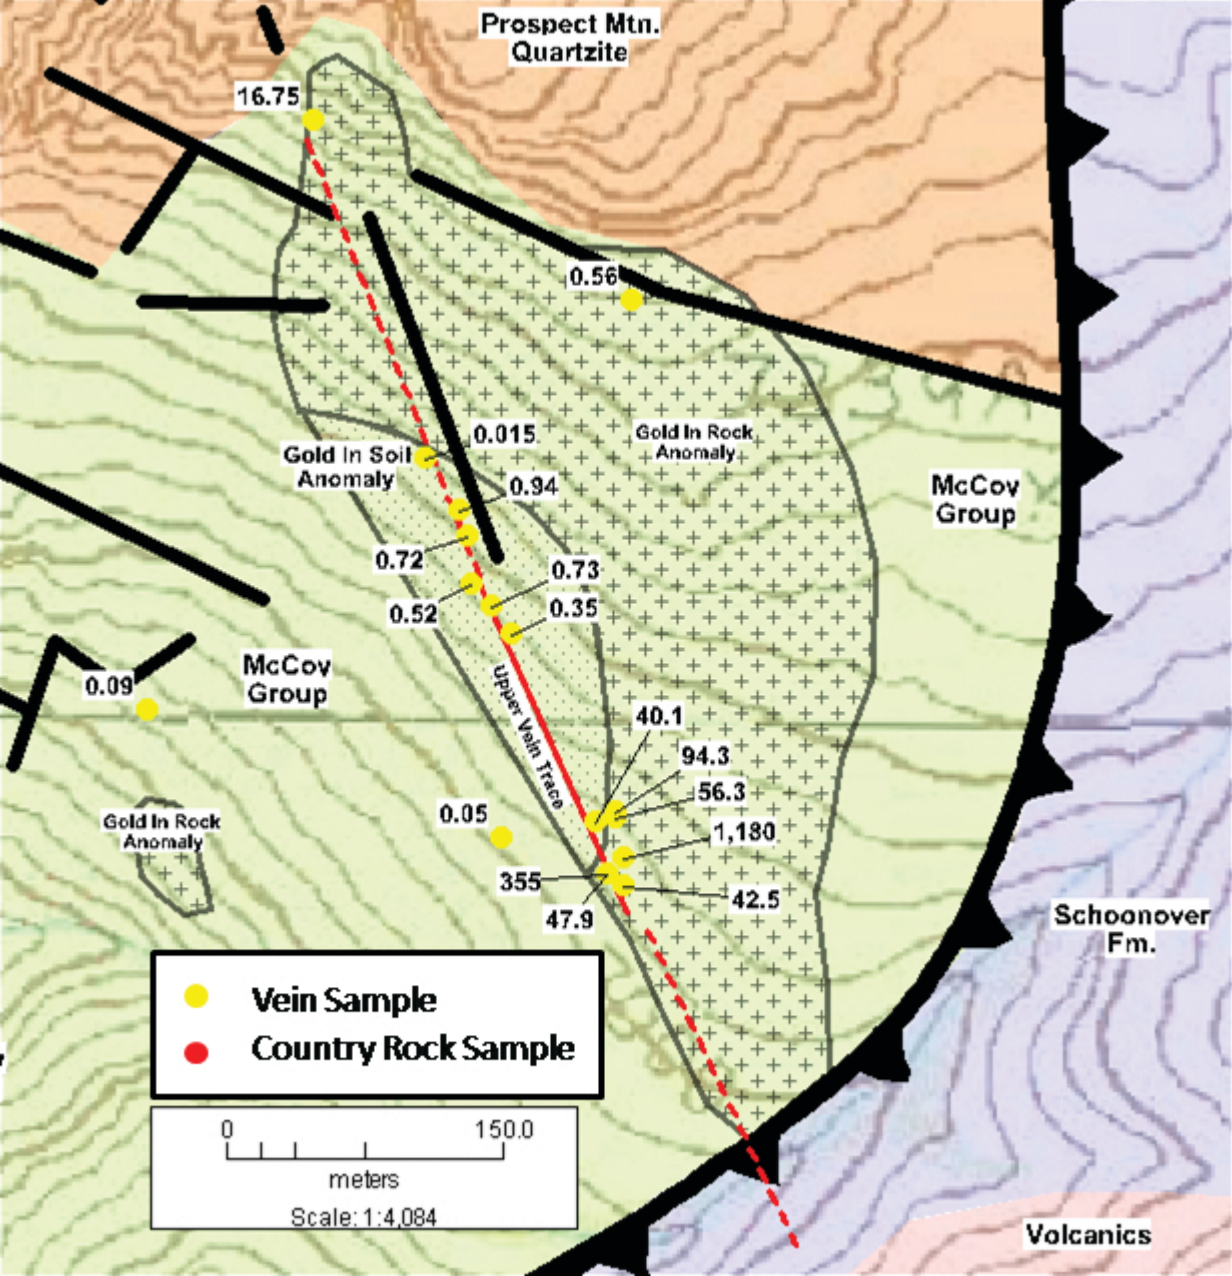 Prospect Mtn.
Quartzite
16.75
0.56
0.015
Gold In Rock
Anomaly
Gold In Soil
Anomaly
0.94
McCoy
Group
0.72
0.73
0.52
0.35
McCoy
Group
0.09
Upper Vein Trace
40.1
94.3
56.3
0.05
Gold In Rock
Anomaly
1,180
355
42.5
47.9
Schoonover
Fm.
Vein Sample
Country Rock Sample
0 150.0
meters
Scale: 1:4,084
Volcanics